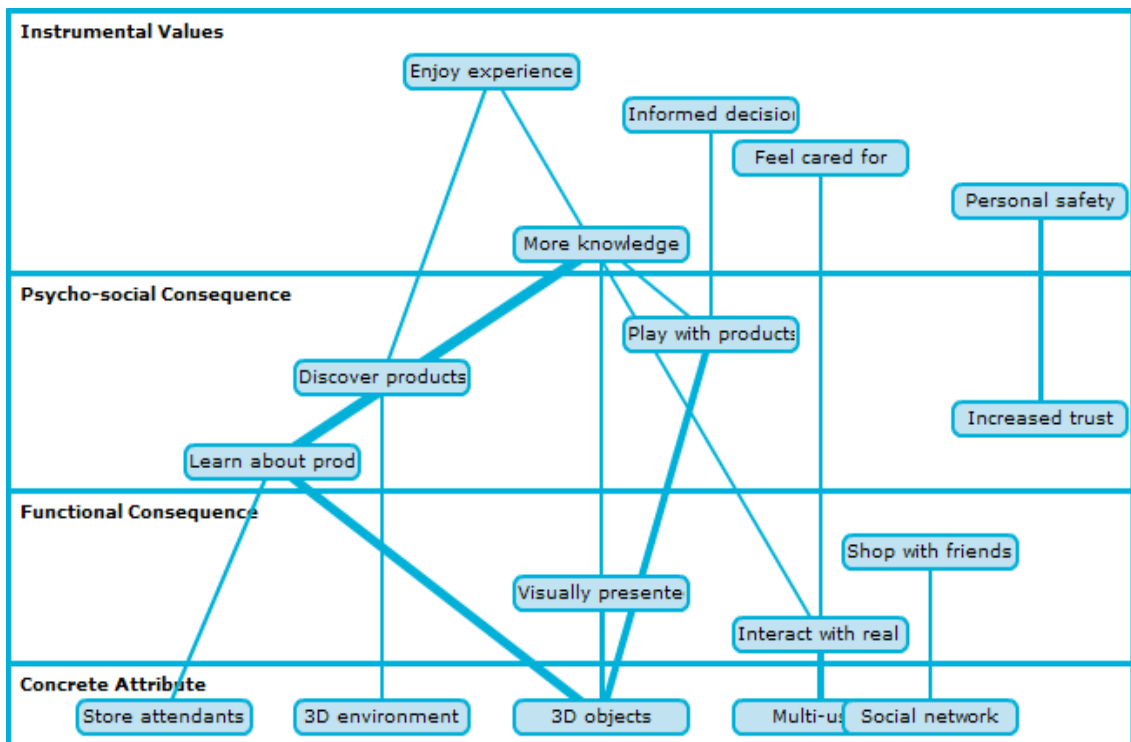 Instrumental Values
Enjoy experience
Informed decision
Feel cared for
Personal safety
More knowledge
Psycho-social Consequence
Play with products
Discover products
Increased trust
Learn about prod
Functional Consequence
Shop with friends
Visually presente
Interact with real
Concrete Attribute
Store attendants
3D environment
3D objects
Multi-us
Social network